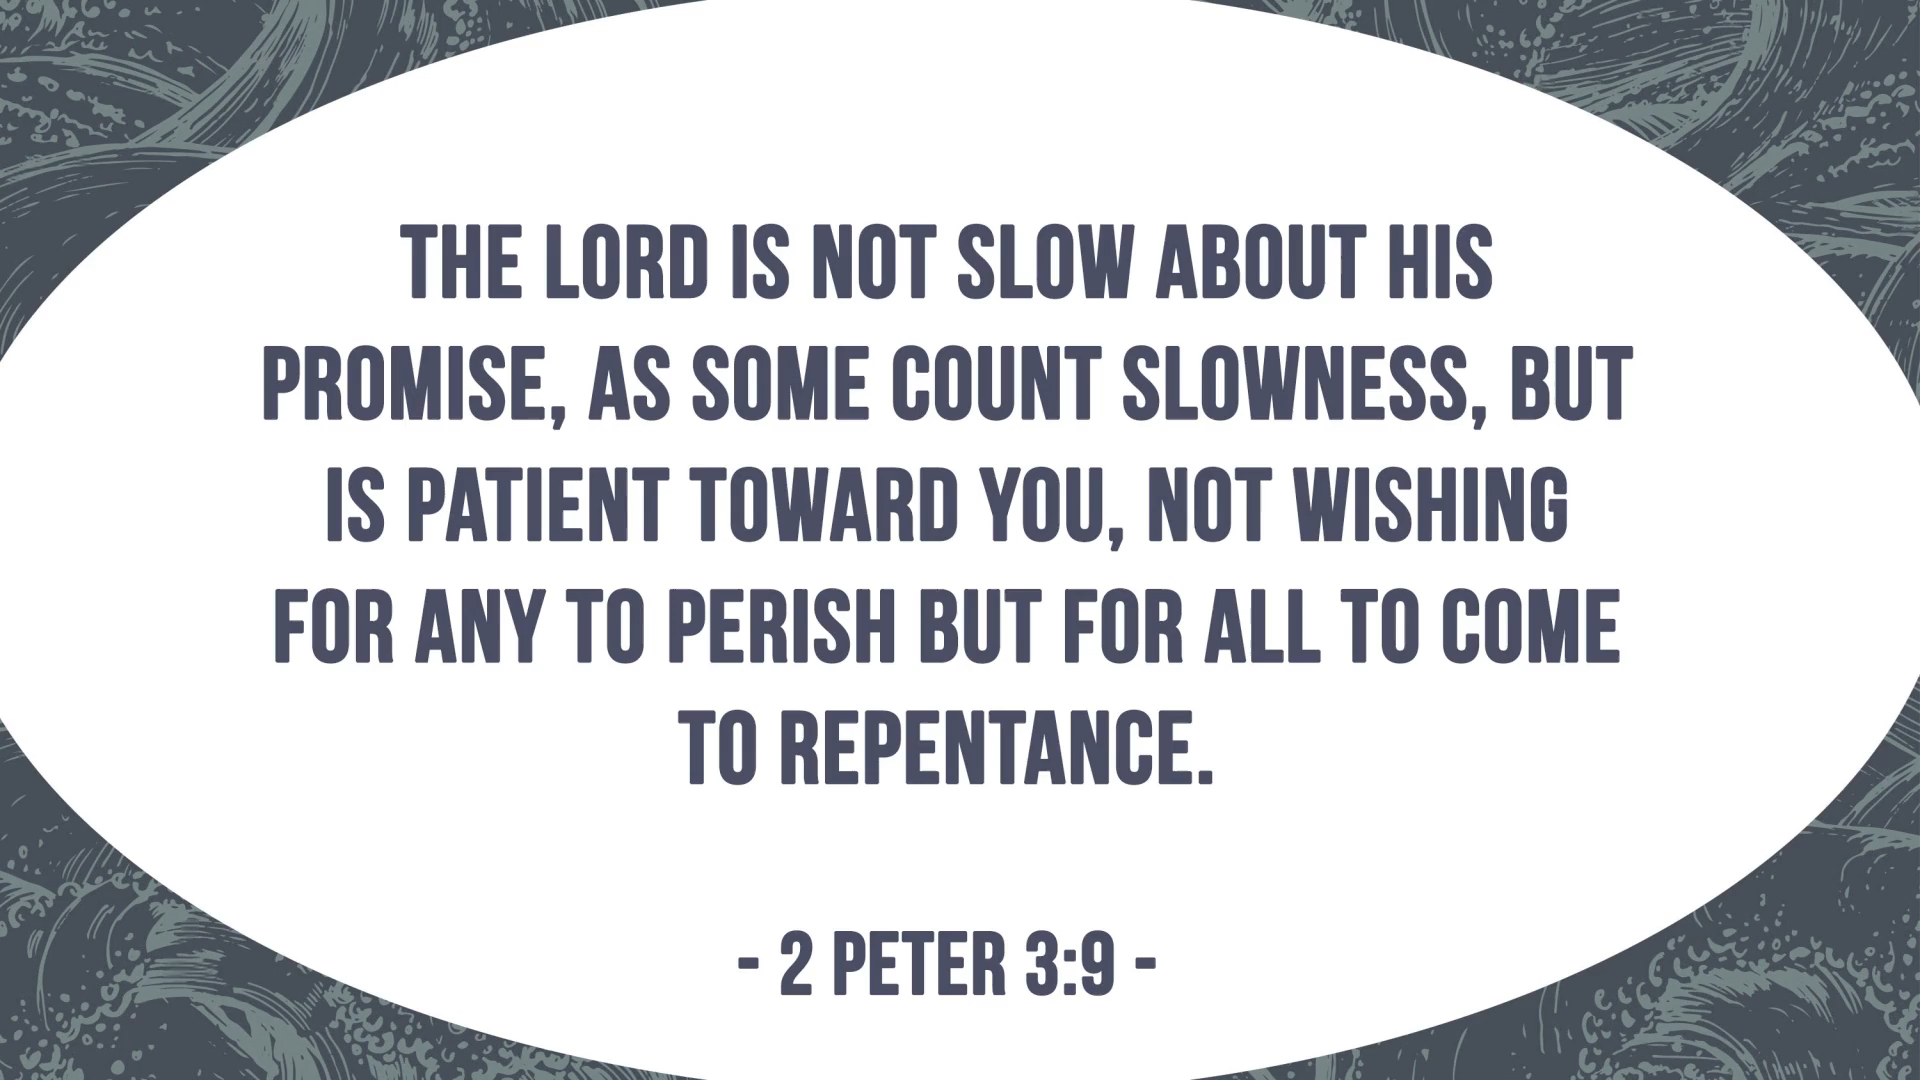 THE LORD IS NOT SLOW ABOUT HIS
PROMISE, AS SOME COUNT SLOWNESS, BUT
IS PATIENT TOWARD YOU, NOT WISHING
FOR ANY TO PERISH BUT FOR ALL TO COME
TO REPENTANCE.
- 2 PETER 3:9 -